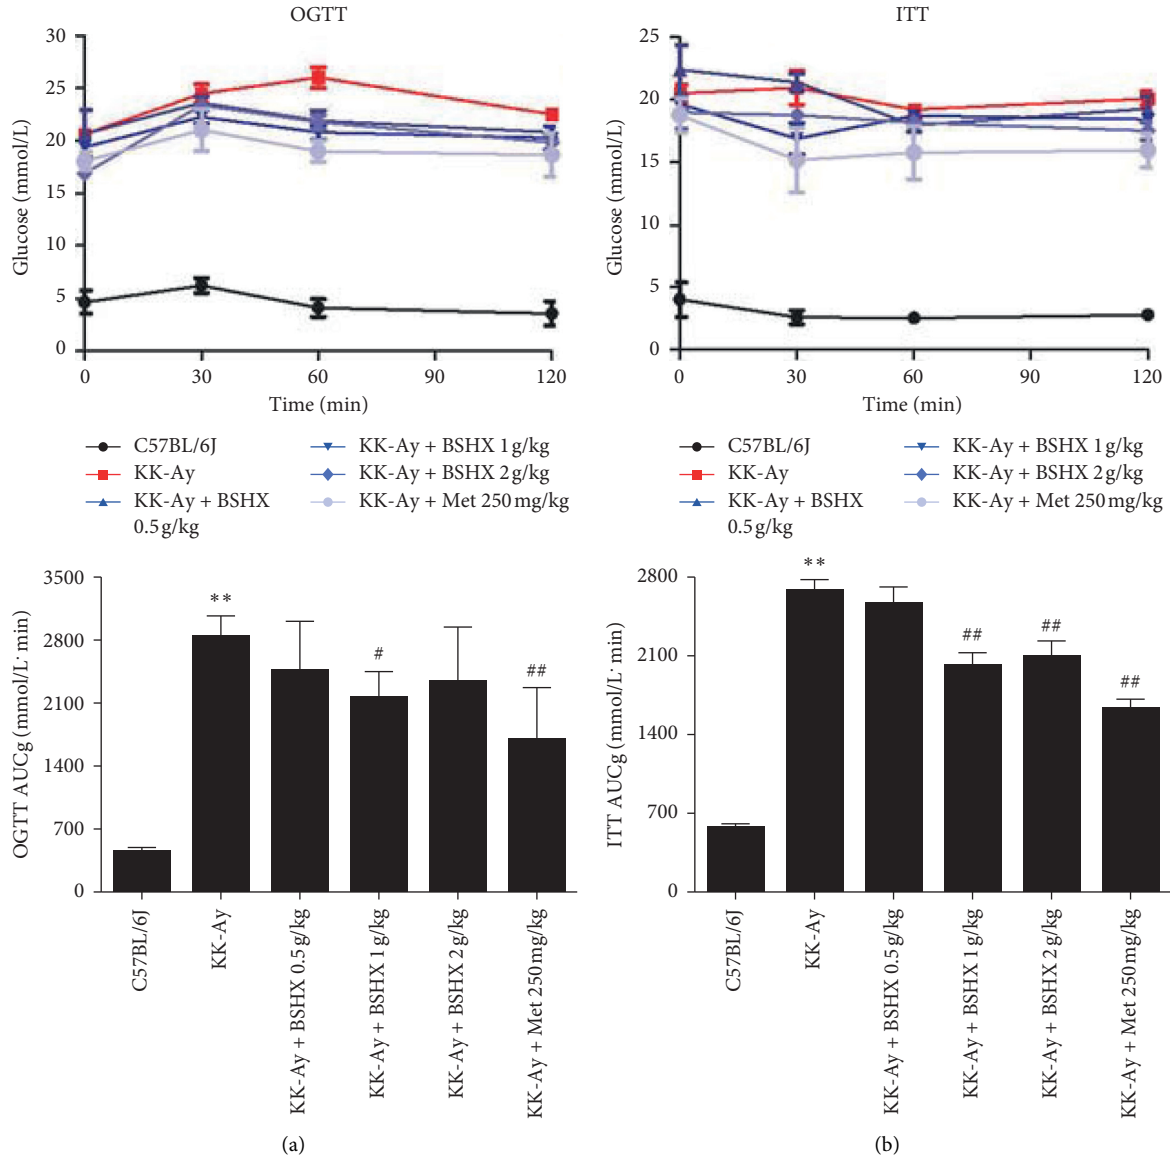 OGTT
Glucose (mmol/L)
30
25
20
15
10
5
0
0 30 60 90 120
Time (min)
C57BL/6J
KK-Ay
KK-Ay + BSHX
0.5 g/kg
KK-Ay + BSHX 1 g/kg
KK-Ay + BSHX 2 g/kg
KK-Ay + Met 250 mg/kg
ITT
Glucose (mmol/L)
25
20
15
10
5
0
0 30 60 90 120
Time (min)
C57BL/6J
KK-Ay
KK-Ay + BSHX
0.5 g/kg
KK-Ay + BSHX 1 g/kg
KK-Ay + BSHX 2 g/kg
KK-Ay + Met 250 mg/kg
OGTT AUCg (mmol/L· min)
3500
2800
2100
1400
700
0
**
#
##
C57BL/6J
KK-Ay
KK-Ay + BSHX 0.5 g/kg
KK-Ay + BSHX 1 g/kg
KK-Ay + BSHX 2 g/kg
KK-Ay + Met 250 mg/kg
(a)
ITT AUCg (mmol/L· min)
2800
2100
1400
700
0
**
##
##
##
C57BL/6J
KK-Ay
KK-Ay + BSHX 0.5 g/kg
KK-Ay + BSHX 1 g/kg
KK-Ay + BSHX 2 g/kg
KK-Ay + Met 250 mg/kg
(b)